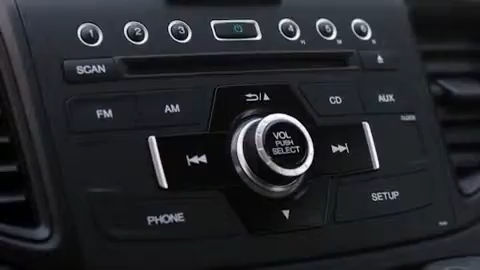 1 2 3 4 5 6
SCAN
FM AM CD AUX
VOL
PUSH
SELECT
PHONE SETUP